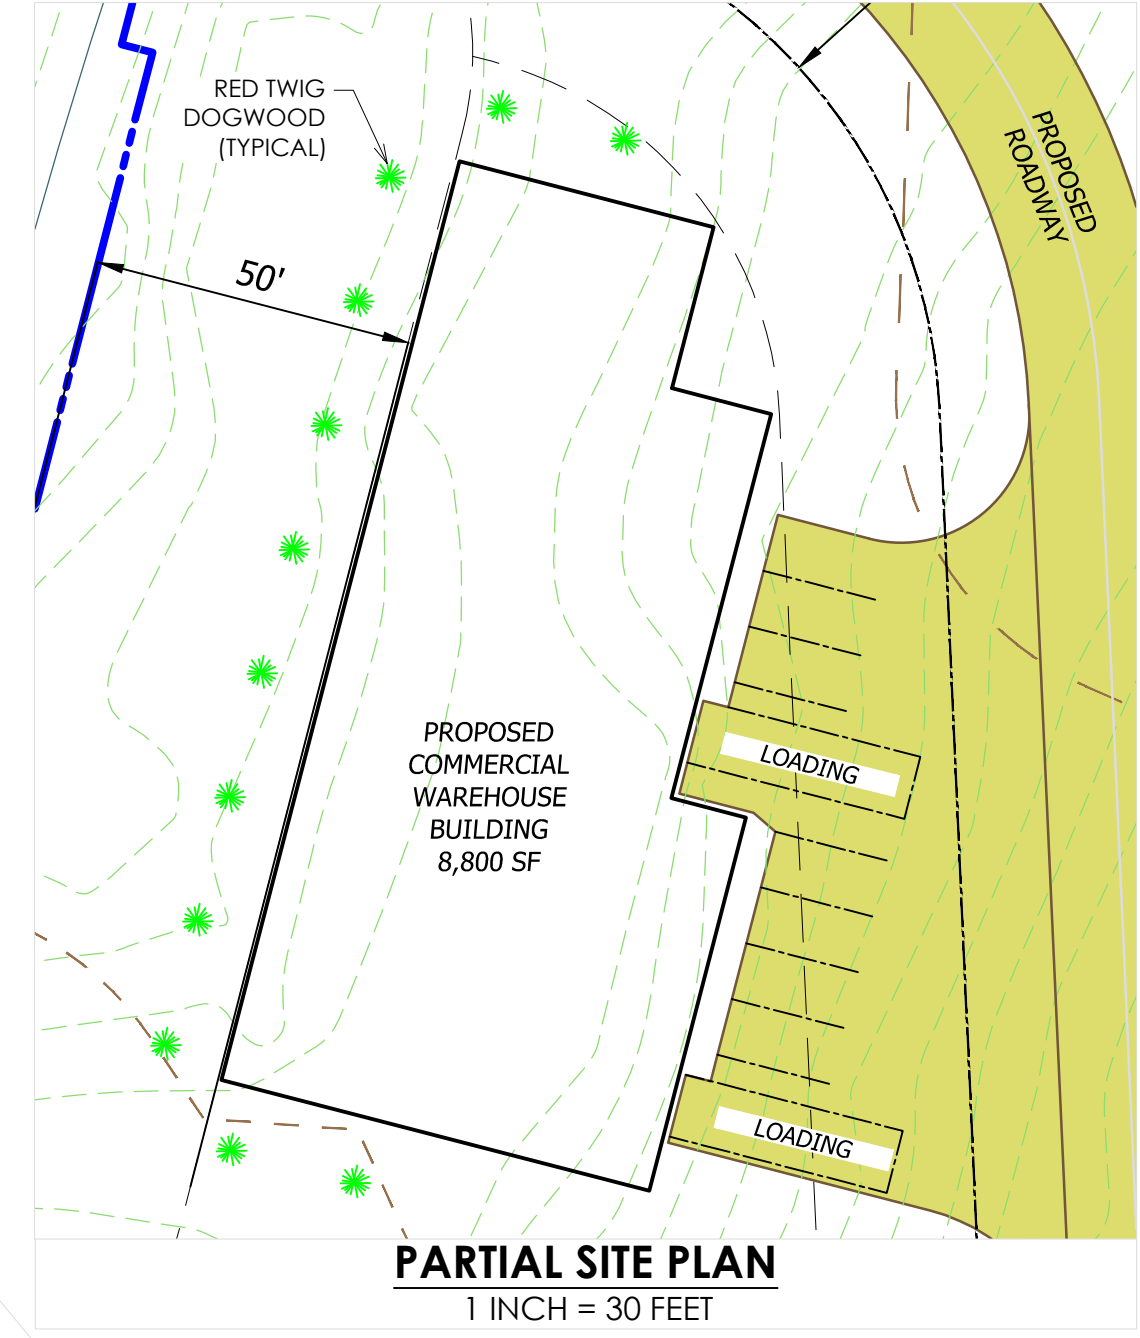 RED TWIG
DOGWOOD
(TYPICAL)
PROPOSED
ROADWAY
50'
PROPOSED
COMMERCIAL
WAREHOUSE
BUILDING
8,800 SF
LOADING
LOADING
PARTIAL SITE PLAN
1 INCH = 30 FEET